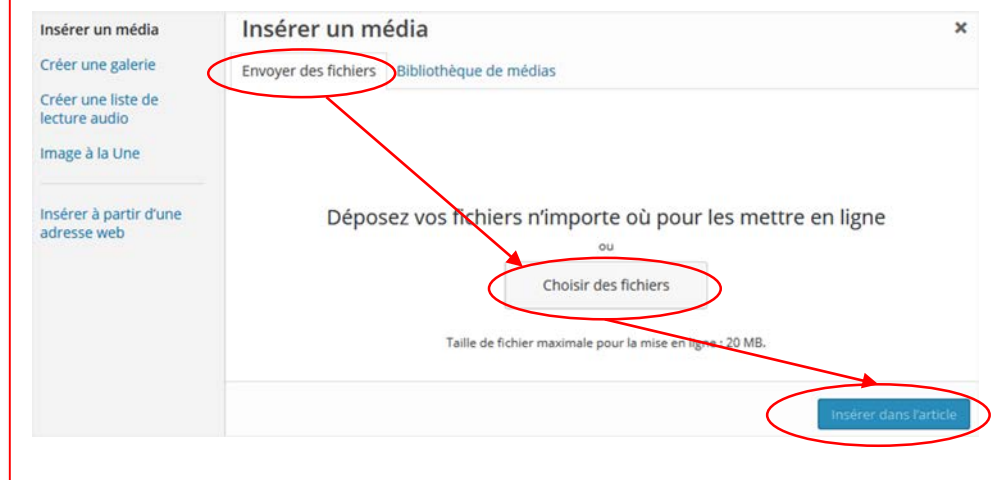 Insérer un média
Créer une galerie
Créer une liste de
lecture audio
Image à la Une
Insérer à partir d'une
adresse web
Insérer un média
Envoyer des fichiers Bibliothèque de médias
Déposez vos fichiers n'importe où pour les mettre en ligne
ou
Choisir des fichiers
Taille de fichier maximale pour la mise en ligne : 20 MB.
Insérer dans l'article